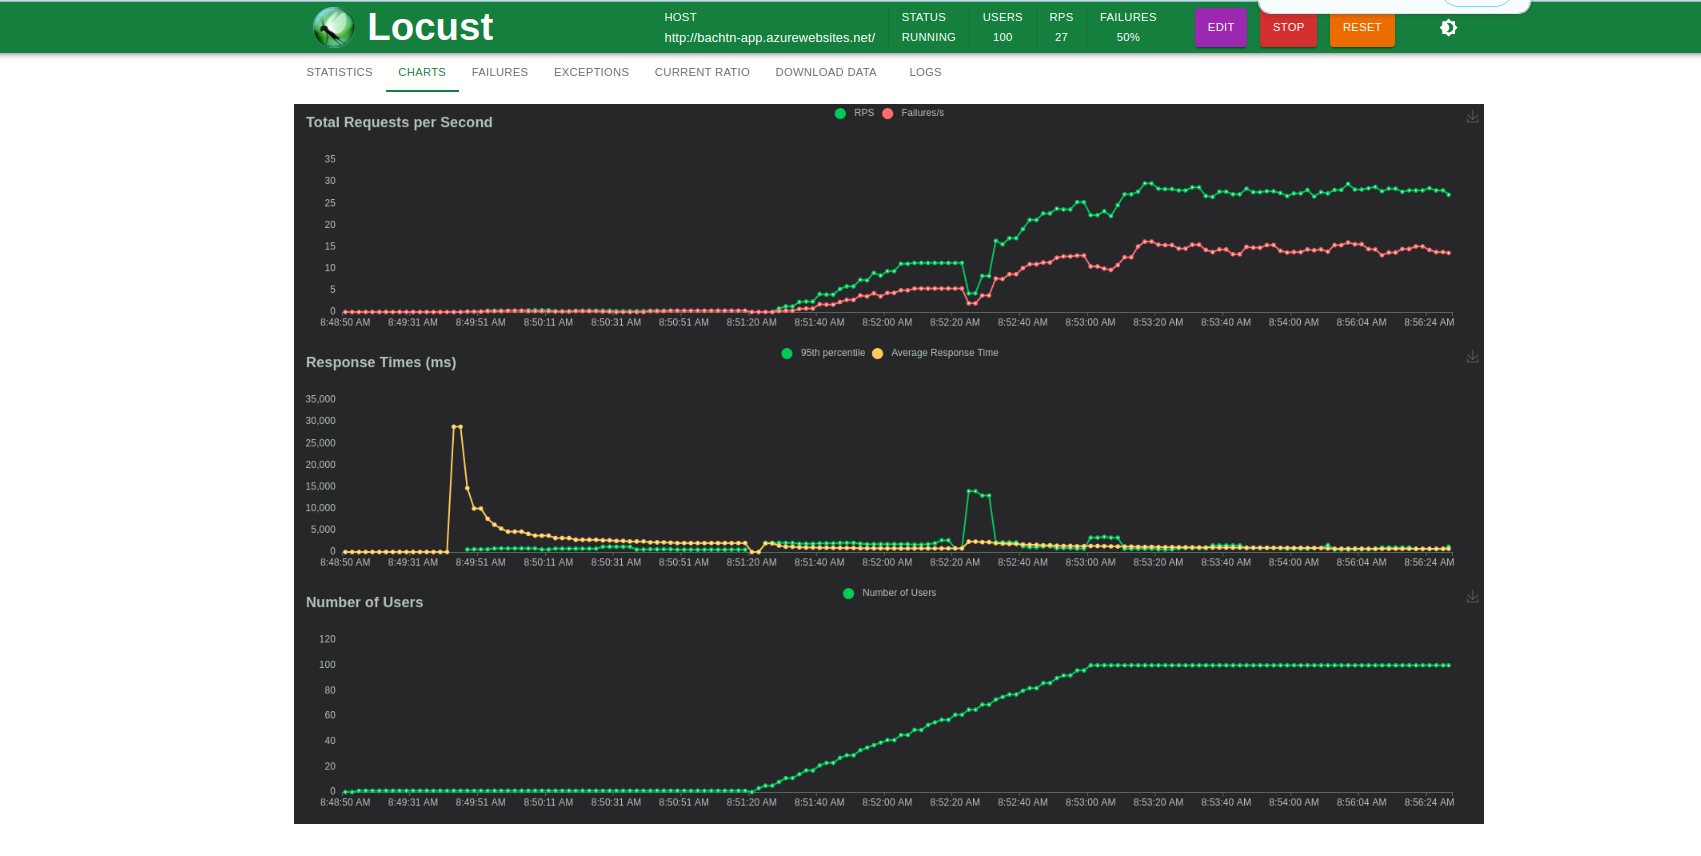 Locust
HOST
http://bachtn-app.azurewebsites.net/
STATUS
RUNNING
USERS
100
RPS
27
FAILURES
50%
EDIT
STOP
RESET
STATISTICS CHARTS FAILURES EXCEPTIONS CURRENT RATIO DOWNLOAD DATA LOGS
Total Requests per Second
RPS Failures/s
35
30
25
20
15
10
5
0
8:48:50 AM 8:49:31 AM 8:49:51 AM 8:50:11 AM 8:50:31 AM 8:50:51 AM 8:51:20 AM 8:51:40 AM 8:52:00 AM 8:52:20 AM 8:52:40 AM 8:53:00 AM 8:53:20 AM 8:53:40 AM 8:54:00 AM 8:56:04 AM 8:56:24 AM
Response Times (ms)
95th percentile Average Response Time
35,000
30,000
25,000
20,000
15,000
10,000
5,000
0
8:48:50 AM 8:49:31 AM 8:49:51 AM 8:50:11 AM 8:50:31 AM 8:50:51 AM 8:51:20 AM 8:51:40 AM 8:52:00 AM 8:52:20 AM 8:52:40 AM 8:53:00 AM 8:53:20 AM 8:53:40 AM 8:54:00 AM 8:56:04 AM 8:56:24 AM
Number of Users
Number of Users
120
100
80
60
40
20
0
8:48:50 AM 8:49:31 AM 8:49:51 AM 8:50:11 AM 8:50:31 AM 8:50:51 AM 8:51:20 AM 8:51:40 AM 8:52:00 AM 8:52:20 AM 8:52:40 AM 8:53:00 AM 8:53:20 AM 8:53:40 AM 8:54:00 AM 8:56:04 AM 8:56:24 AM